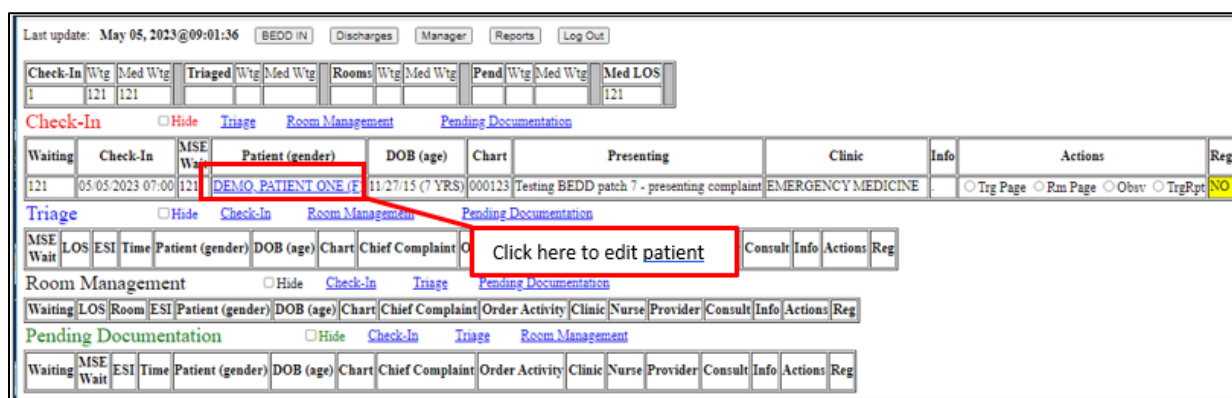 Last update: May 05, 2023@09:01:36 BEDD IN Discharges Manager Reports Log Out
Check-In Wtg Med Wtg Triaged Wtg Med Wtg Rooms Wtg Med Wtg Pend Wtg Med Wtg Med LOS
1 121 121 121
Check-In Hide Triage Room Management Pending Documentation
Waiting Check-In MSE Wait Patient (gender) DOB (age) Chart Presenting Clinic Info Actions Reg
121 05/05/2023 07:00 121 DEMO, PATIENT ONE (F) 11/27/15 (7 YRS) 000123 Testing BEDD patch 7 - presenting complaint EMERGENCY MEDICINE . Trg Page Rm Page Obsv TrgRpt NO
Triage Hide Check-In Room Management Pending Documentation
MSE Wait LOS ESI Time Patient (gender) DOB (age) Chart Chief Complaint Consult Info Actions Reg
Click here to edit patient
Room Management Hide Check-In Triage Pending Documentation
Waiting LOS Room ESI Patient (gender) DOB (age) Chart Chief Complaint Order Activity Clinic Nurse Provider Consult Info Actions Reg
Pending Documentation Hide Check-In Triage Room Management
Waiting MSE Wait ESI Time Patient (gender) DOB (age) Chart Chief Complaint Order Activity Clinic Nurse Provider Consult Info Actions Reg